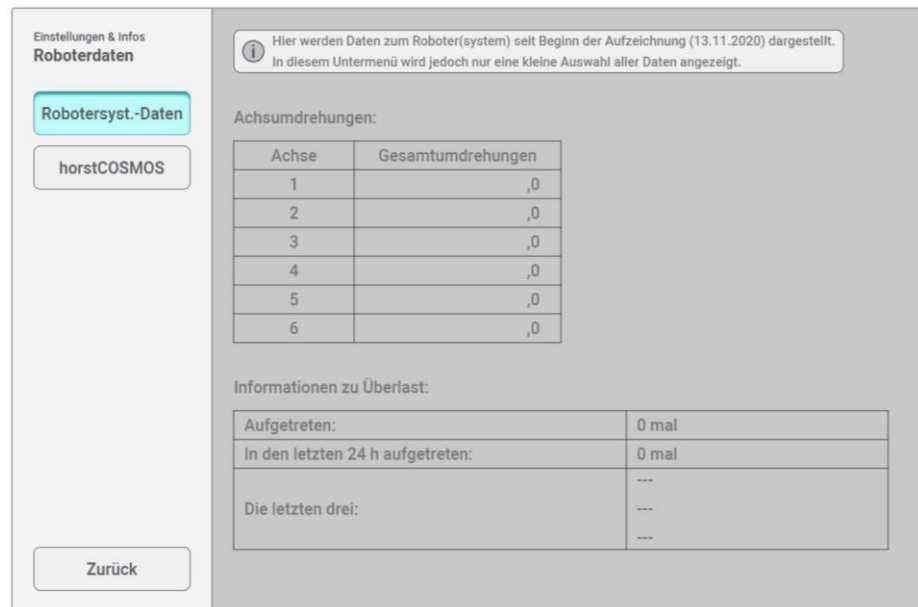 Einstellungen & Infos
Roboterdaten
Robotersyst.-Daten
horstCOSMOS
Zurück
Hier werden Daten zum Roboter(system) seit Beginn der Aufzeichnung (13.11.2020) dargestellt.
In diesem Untermenü wird jedoch nur eine kleine Auswahl aller Daten angezeigt.
Achsumdrehungen:
Achse Gesamtumdrehungen
1 ,0
2 ,0
3 ,0
4 ,0
5 ,0
6 ,0
Informationen zu Überlast:
Aufgetreten: 0 mal
In den letzten 24 h aufgetreten: 0 mal
---
Die letzten drei: ---
---